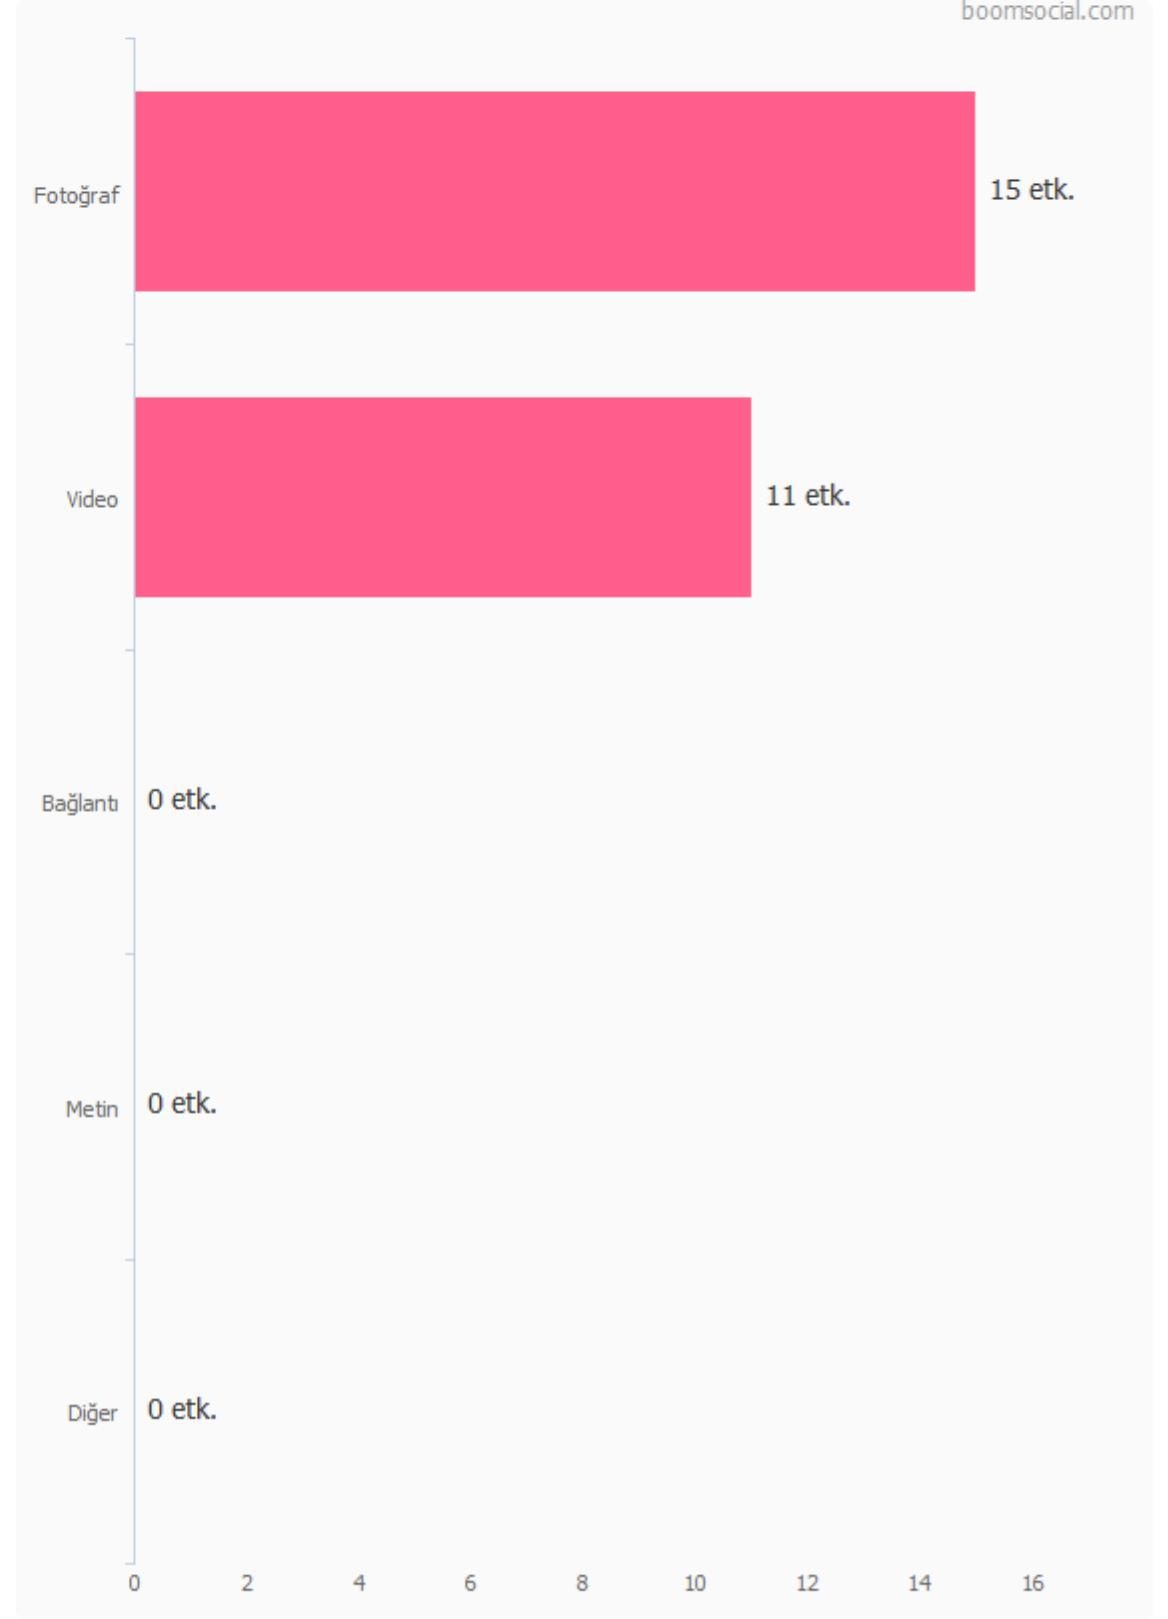 boomsocial.com
Fotoğraf 15 etk.
Video 11 etk.
Bağlantı 0 etk.
Metin 0 etk.
Diğer 0 etk.
0 2 4 6 8 10 12 14 16